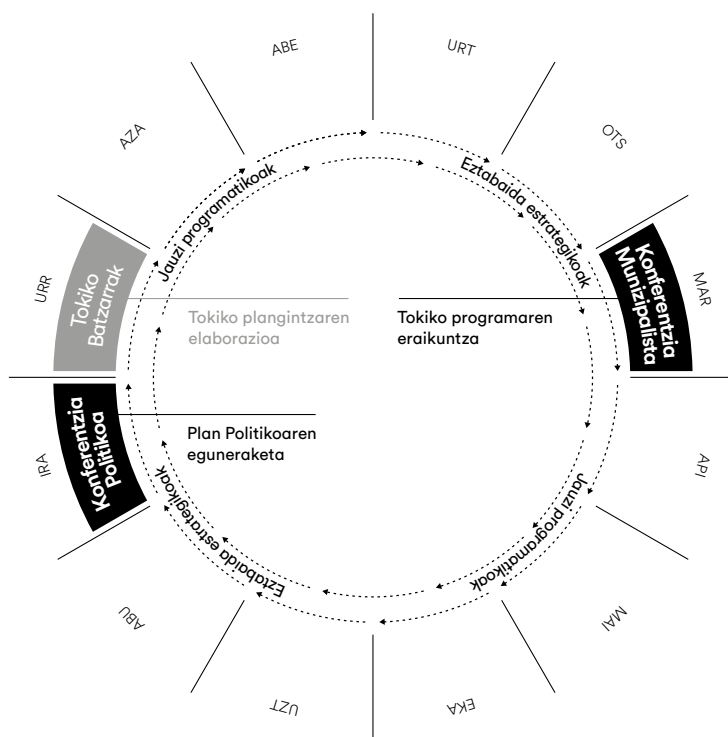 ABE
URT
AZA
OTS
Jauzi programatikoak
Eztabaida estrategikoak
URR
Tokiko
Batzarrak
Konferentzia
Munizipalista
MAR
Tokiko plangintzaren
elaborazioa
Tokiko programaren
eraikuntza
IRA
Konferentzia
Politikoa
Plan Politikoaren
eguneraketa
API
Eztabaida estrategikoak
Jauzi programatikoak
ABU
MAI
UZT
EKA